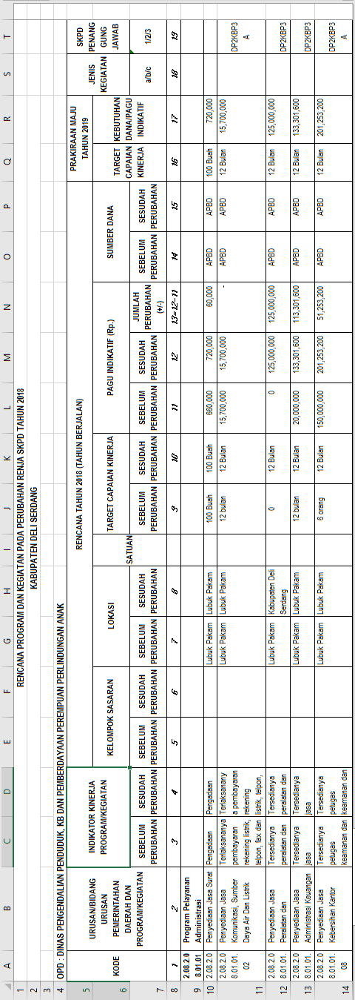 A B C D E F G H I J K L M N O P Q R S T
1 RENCANA PROGRAM DAN KEGIATAN PADA PERUBAHAN RENJA SKPD TAHUN 2018
2 KABUPATEN DELI SERDANG
3
4 OPD : DINAS PENGENDALIAN PENDUDUK, KB DAN PEMBERDAYAAN PEREMPUAN PERLINDUNGAN ANAK
5
6
7
KODE
URUSAN/BIDANG
URUSAN
PEMERINTAHAN
DAERAH DAN
PROGRAM/KEGIATAN
INDIKATOR KINERJA
PROGRAM/KEGIATAN
SEBELUM
PERUBAHAN
SESUDAH
PERUBAHAN
RENCANA TAHUN 2018 (TAHUN BERJALAN)
KELOMPOK SASARAN
SEBELUM
PERUBAHAN
SESUDAH
PERUBAHAN
LOKASI
SEBELUM
PERUBAHAN
SESUDAH
PERUBAHAN
SATUAN
TARGET CAPAIAN KINERJA
SEBELUM
PERUBAHAN
SESUDAH
PERUBAHAN
PAGU INDIKATIF (Rp.)
SEBELUM
PERUBAHAN
SESUDAH
PERUBAHAN
JUMLAH
PERUBAHAN
(+/-)
SUMBER DANA
SEBELUM
PERUBAHAN
SESUDAH
PERUBAHAN
PRAKIRAAN MAJU
TAHUN 2019
TARGET
CAPAIAN
KINERJA
KEBUTUHAN
DANA/PAGU
INDIKATIF
JENIS
KEGIATAN
a/b/c
SKPD
PENANG
GUNG
JAWAB
1/2/3
8 1 2 3 4 5 6 7 8 9 10 11 12 13=12-11 14 15 16 17 18 19
2.08.2.0 Program Pelayanan
9 8.01.01 Administrasi
10 2.08.2.0 Penyediaan Jasa Surat Pengadaan Pengadaan Lubuk Pakam Lubuk Pakam 100 Buah 100 Buah 660,000 720,000 60,000 APBD APBD 100 Buah 720,000
2.08.2.0 Penyediaan Jasa Terlaksananya Terlaksanany Lubuk Pakam Lubuk Pakam 12 bulan 12 Bulan 15,700,000 15,700,000 - APBD APBD 12 Bulan 15,700,000
8.01.01. Komunikasi, Sumber pembayaran a pembayaran DP2KBP3
02 Daya Air Dan Listrik rekening listrik, rekening A
11 telpon, fax dan listrik, telpon,
2.08.2.0 Penyediaan Jasa Tersedianya Tersedianya Lubuk Pakam Kabupaten Deli 0 12 Bulan 0 125,000,000 125,000,000 APBD APBD 12 Bulan 125,000,000 DP2KBP3
12 8.01.01. Peralatan dan peralatan dan peralatan dan Serdang A
2.08.2.0 Penyediaan Jasa Tersedianya Tersedianya Lubuk Pakam Lubuk Pakam 12 bulan 12 Bulan 20,000,000 133,301,600 113,301,600 APBD APBD 12 Bulan 133,301,600 DP2KBP3
13 8.01.01. Administrasi Keuangan jasa jasa A
2.08.2.0 Penyediaan Jasa Tersedianya Tersedianya Lubuk Pakam Lubuk Pakam 6 orang 12 Bulan 150,000,000 201,253,200 51,253,200 APBD APBD 12 Bulan 201,253,200
8.01.01. Kebersihan Kantor petugas petugas DP2KBP3
14 08 keamanan dan keamanan dan A